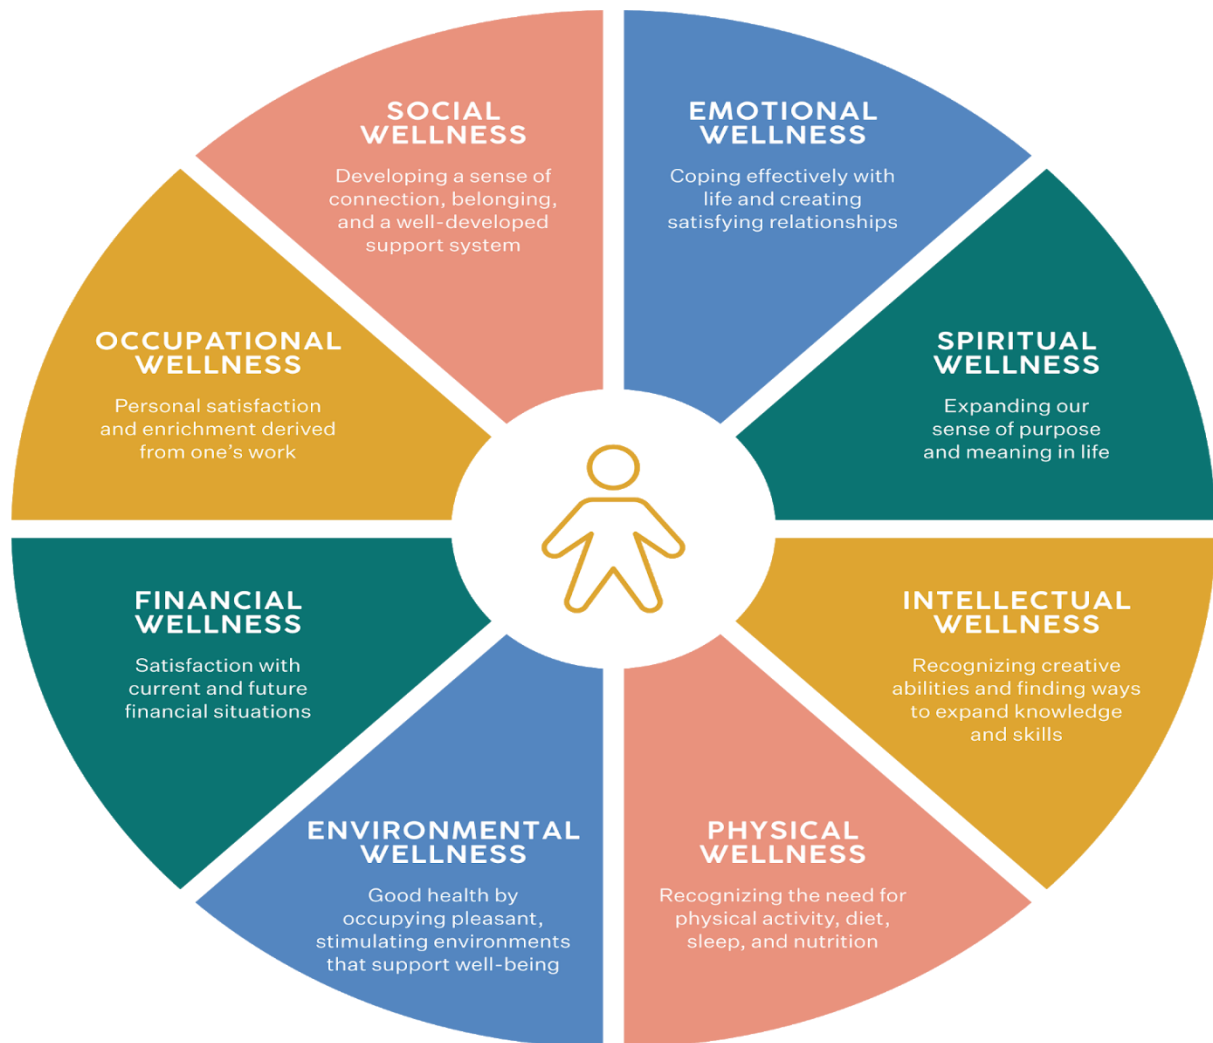 SOCIAL
WELLNESS
Developing a sense of
connection, belonging,
and a well-developed
support system
EMOTIONAL
WELLNESS
Coping effectively with
life and creating
satisfying relationships
OCCUPATIONAL
WELLNESS
Personal satisfaction
and enrichment derived
from one's work
SPIRITUAL
WELLNESS
Expanding our
sense of purpose
and meaning in life
FINANCIAL
WELLNESS
Satisfaction with
current and future
financial situations
INTELLECTUAL
WELLNESS
Recognizing creative
abilities and finding ways
to expand knowledge
and skills
ENVIRONMENTAL
WELLNESS
Good health by
occupying pleasant,
stimulating environments
that support well-being
PHYSICAL
WELLNESS
Recognizing the need for
physical activity, diet,
sleep, and nutrition